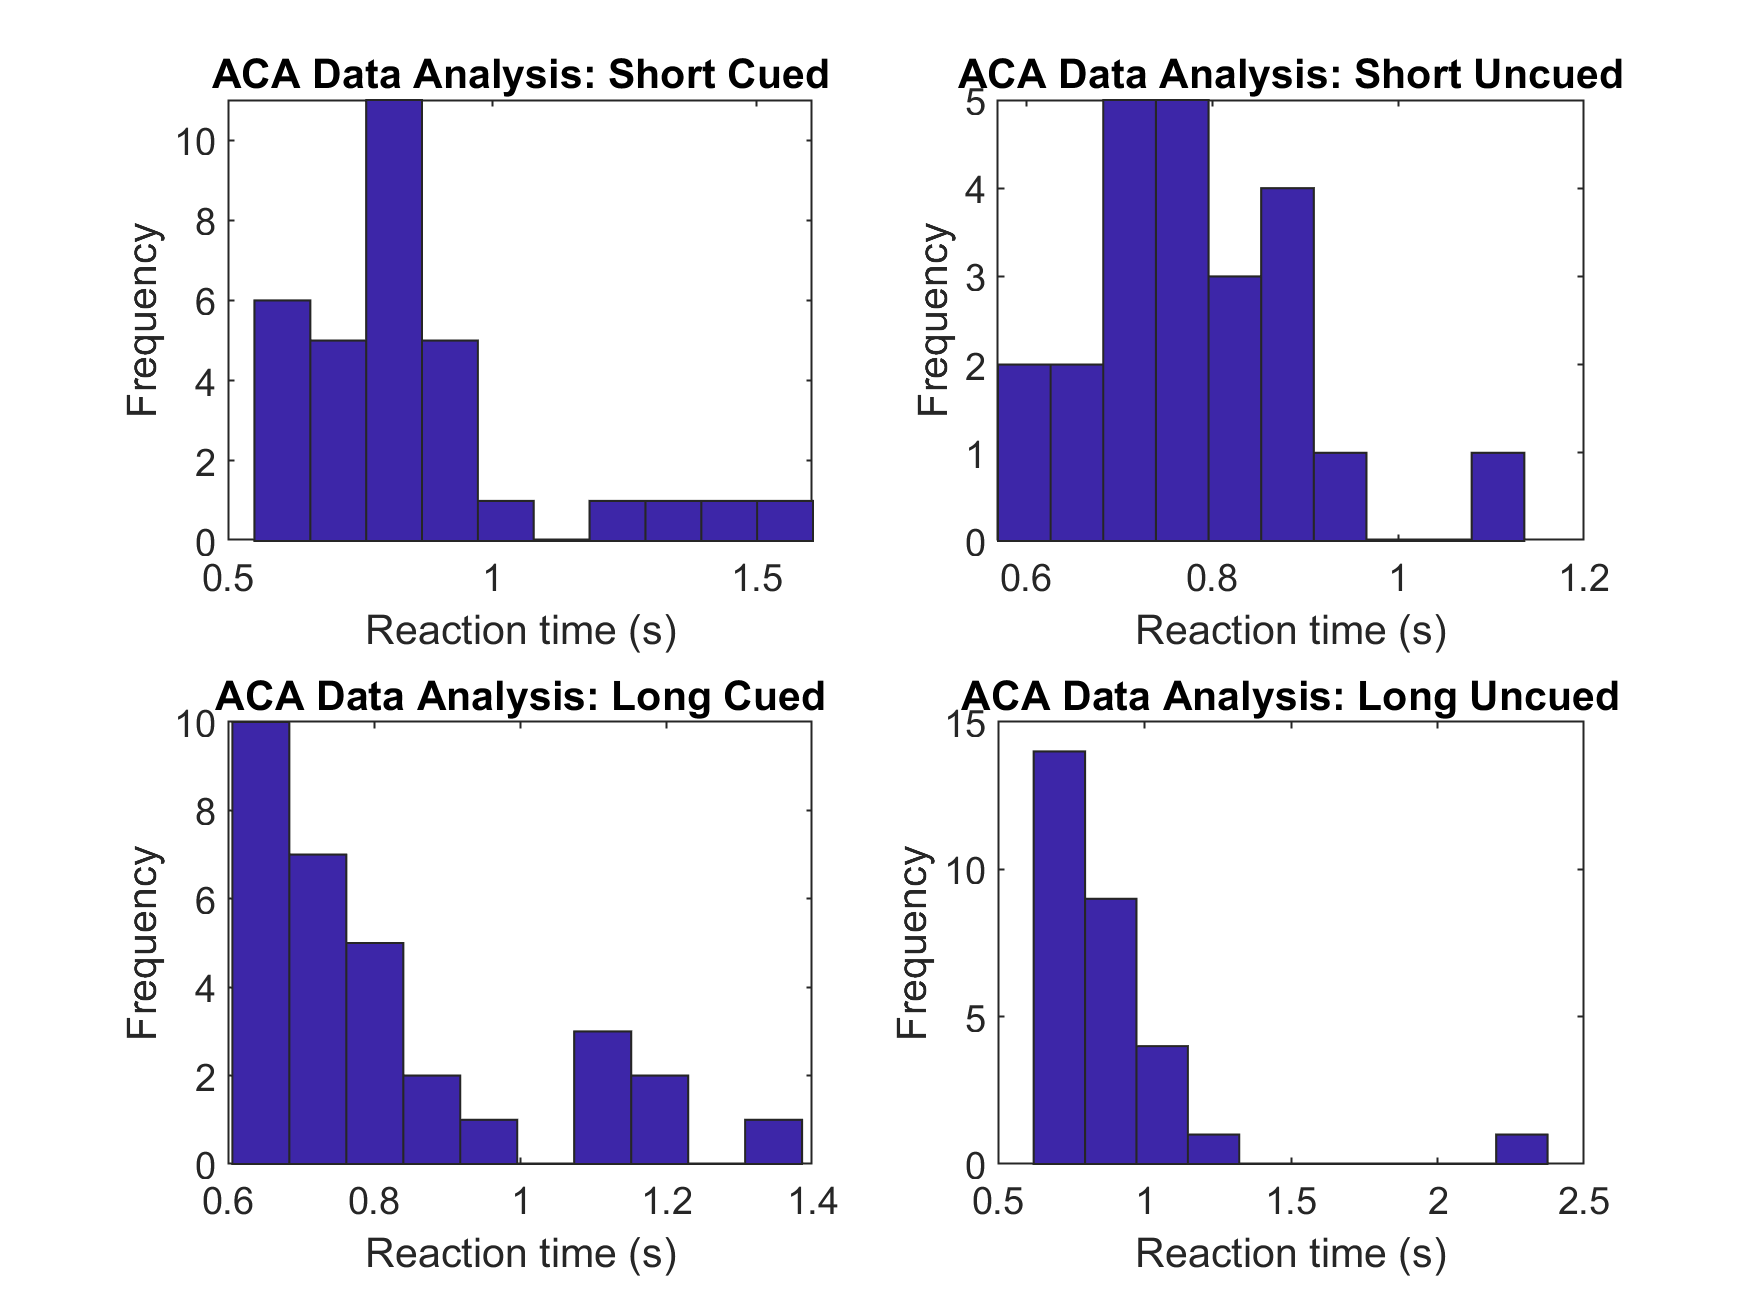 ACA Data Analysis: Short Cued
10
8
6
4
2
0
0.5 1 1.5
Frequency
Reaction time (s)
ACA Data Analysis: Short Uncued
5
4
3
2
1
0
0.6 0.8 1 1.2
Frequency
Reaction time (s)
ACA Data Analysis: Long Cued
10
8
6
4
2
0
0.6 0.8 1 1.2 1.4
Frequency
Reaction time (s)
ACA Data Analysis: Long Uncued
15
10
5
0
0.5 1 1.5 2 2.5
Frequency
Reaction time (s)